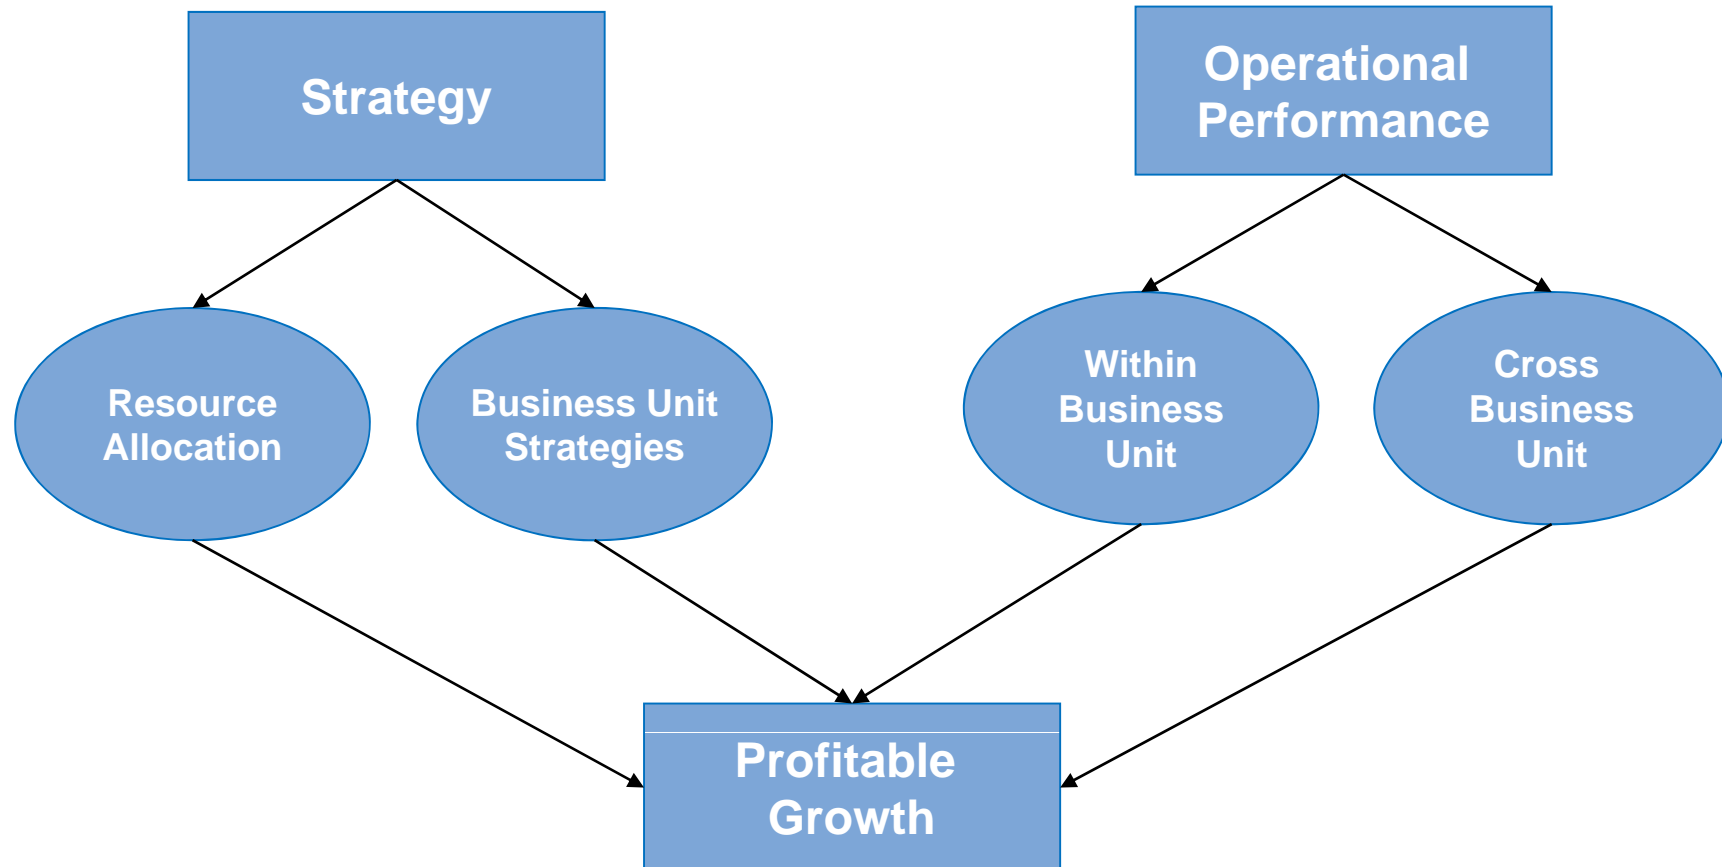 Strategy
Operational
Performance
Resource
Allocation
Business Unit
Strategies
Within
Business
Unit
Cross
Business
Unit
Profitable
Growth